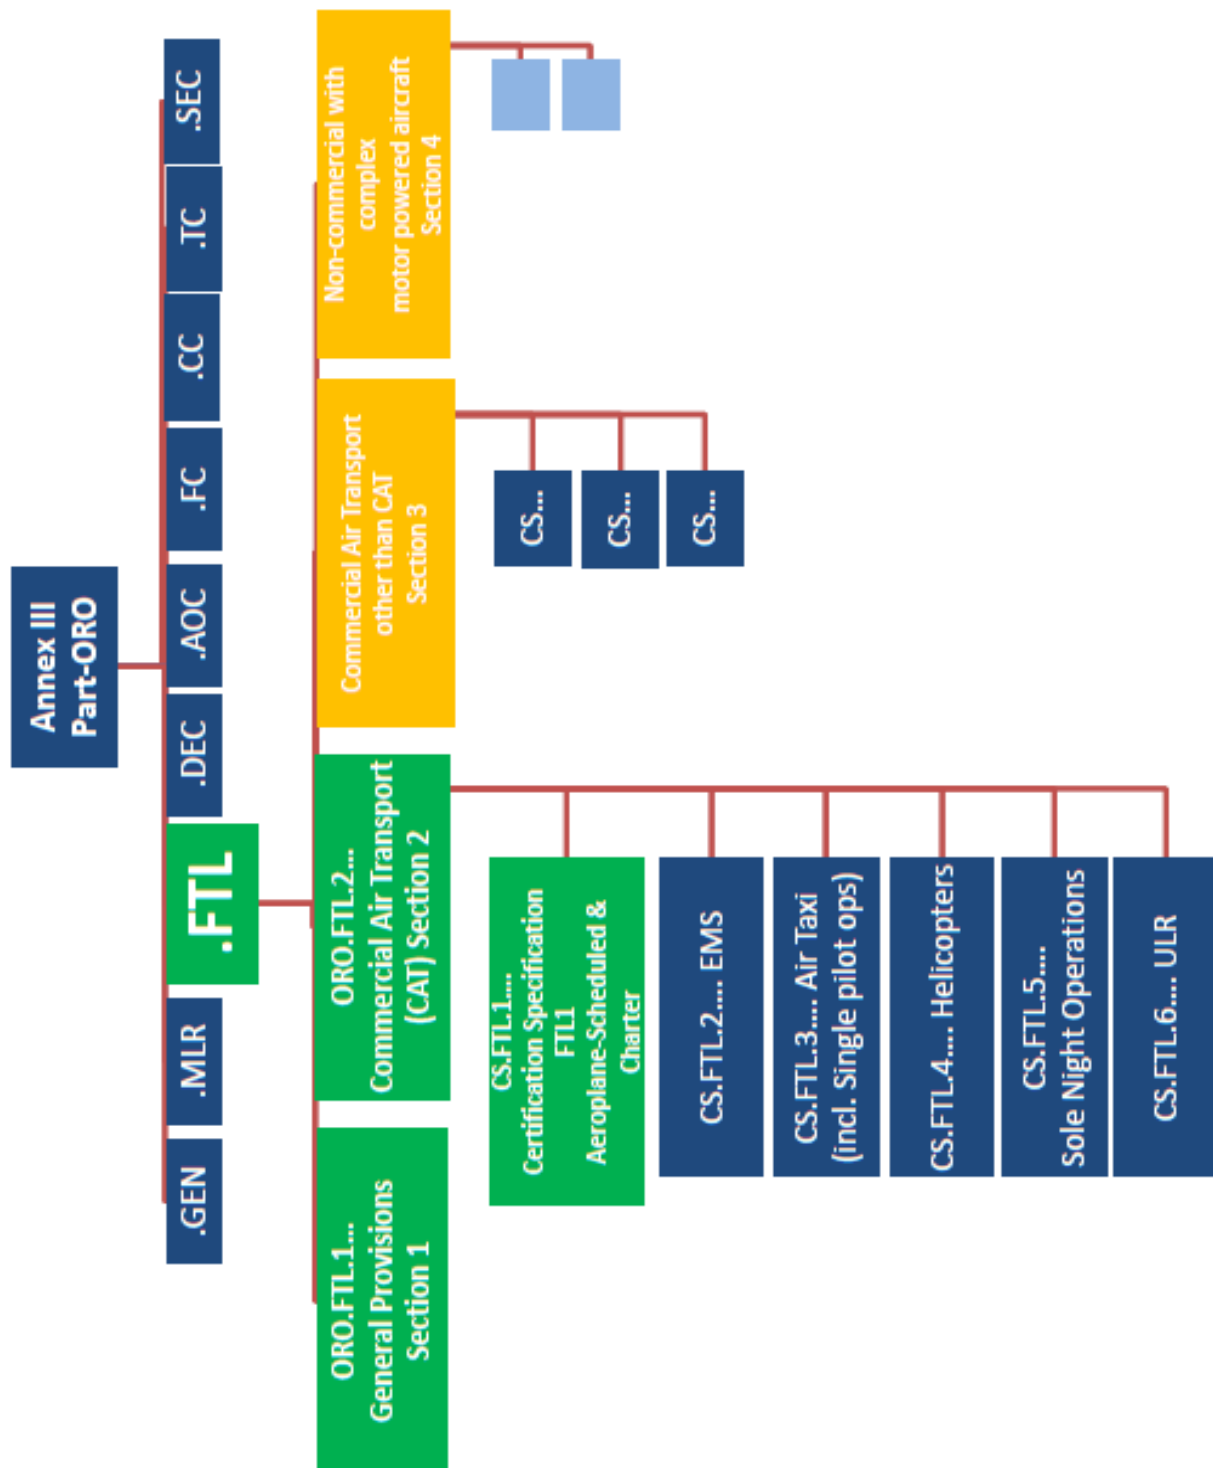 Annex III
Part-ORO
.GEN
.MLR
.FTL
.DEC
.AOC
.FC
.CC
.TC
.SEC
ORO.FTL.1...
General Provisions
Section 1
ORO.FTL.2...
Commercial Air Transport
(CAT) Section 2
Commercial Air Transport
other than CAT
Section 3
Non-commercial with
complex
motor powered aircraft
Section 4
CS.FTL.1....
Certification Specification
FTL1
Aeroplane-Scheduled &
Charter
CS.FTL.2.... EMS
CS.FTL.3.... Air Taxi
(incl. Single pilot ops)
CS.FTL.4.... Helicopters
CS.FTL.5....
Sole Night Operations
CS.FTL.6.... ULR
CS...
CS...
CS...